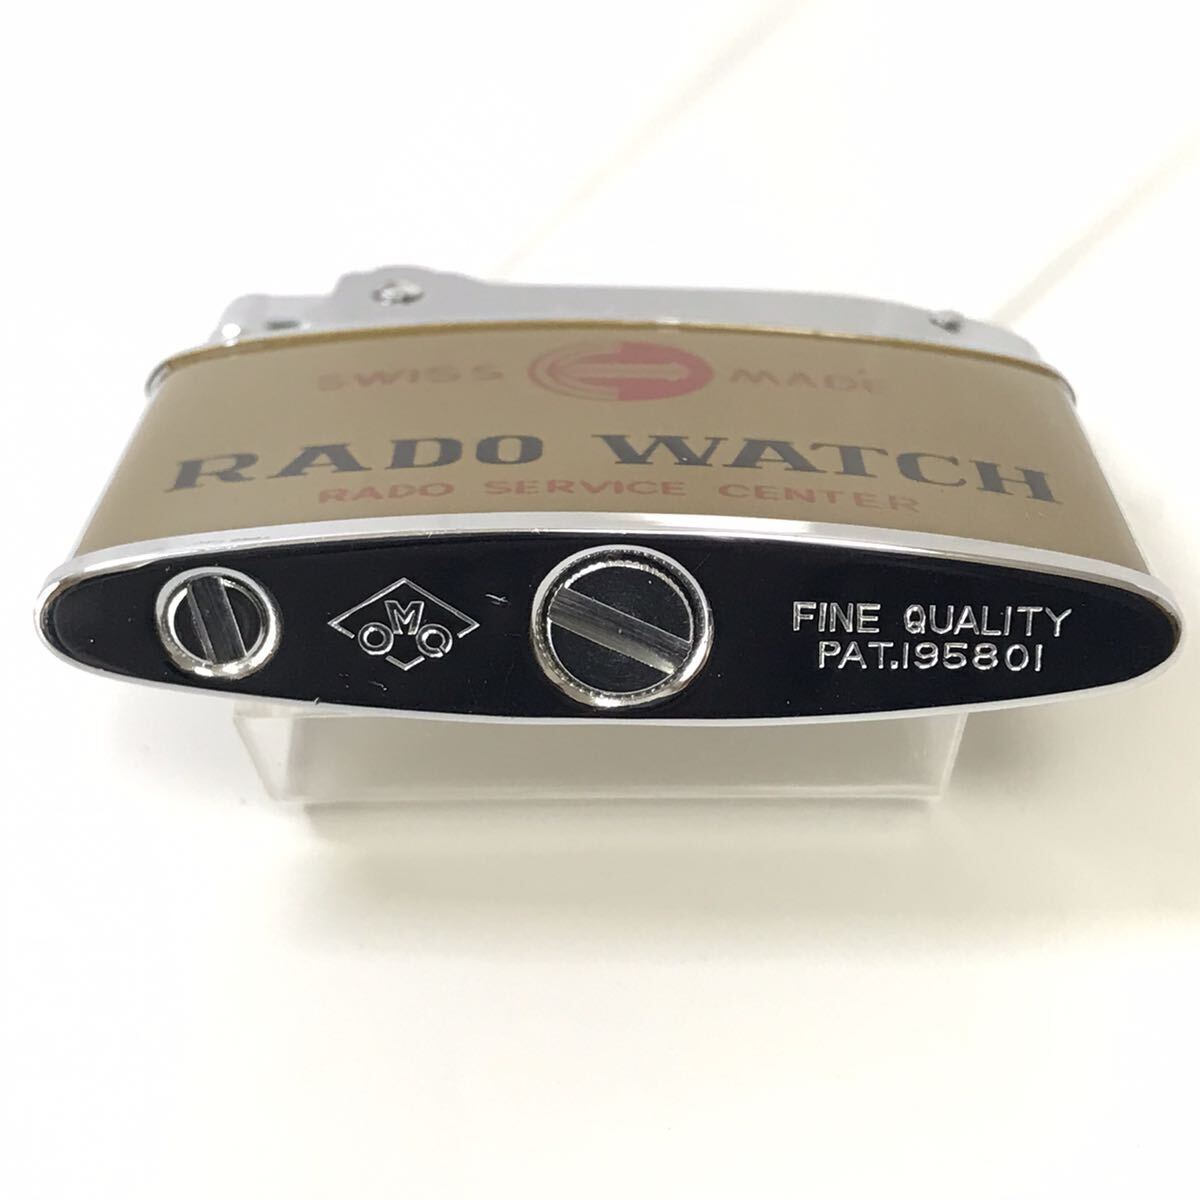 SWISS MADE
RADO WATCH
RADO SERVICE CENTER
OMC
FINE QUALITY
PAT.195801